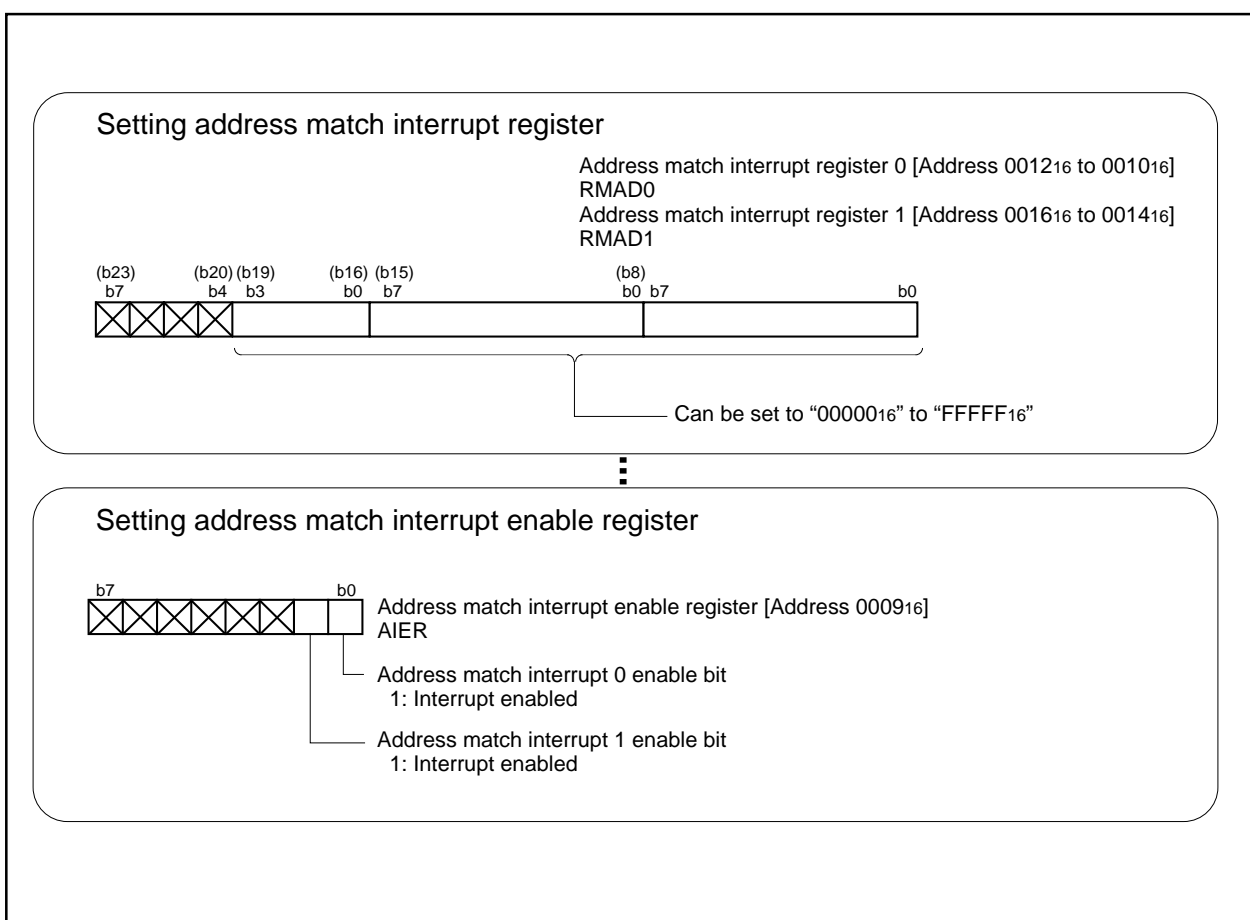 Setting address match interrupt register
Address match interrupt register 0 [Address 001216 to 001016]
RMAD0
Address match interrupt register 1 [Address 001616 to 001416]
RMAD1
(b23) (b20) (b19) (b16) (b15) (b8)
b7 b4 b3 b0 b7 b0 b7 b0
Can be set to “0000016” to “FFFFF16”
Setting address match interrupt enable register
b7 b0
Address match interrupt enable register [Address 000916]
AIER
Address match interrupt 0 enable bit
1: Interrupt enabled
Address match interrupt 1 enable bit
1: Interrupt enabled